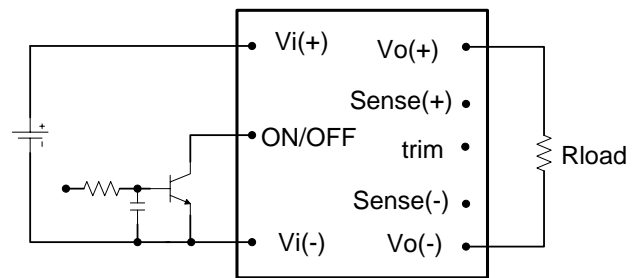 Vi(+)
Vo(+)
Sense(+)
ON/OFF
trim
Rload
Sense(-)
Vi(-)
Vo(-)
+
-